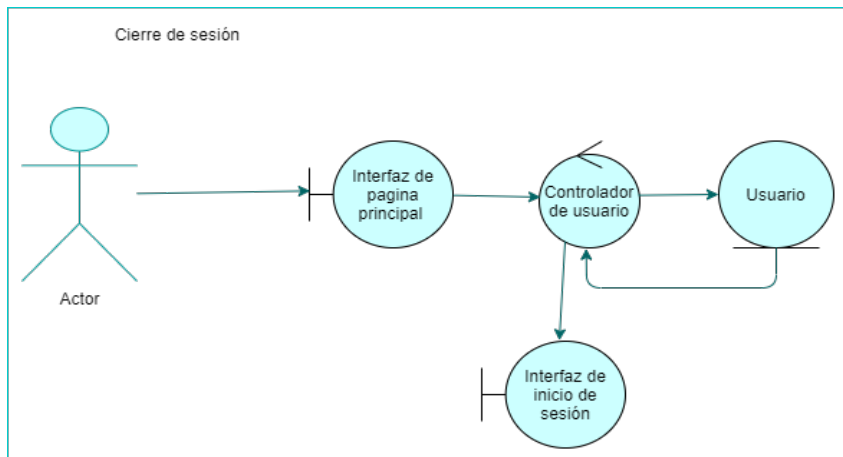 Cierre de sesión
Interfaz de
pagina
principal
Controlador
de usuario
Usuario
Actor
Interfaz de
inicio de
sesión